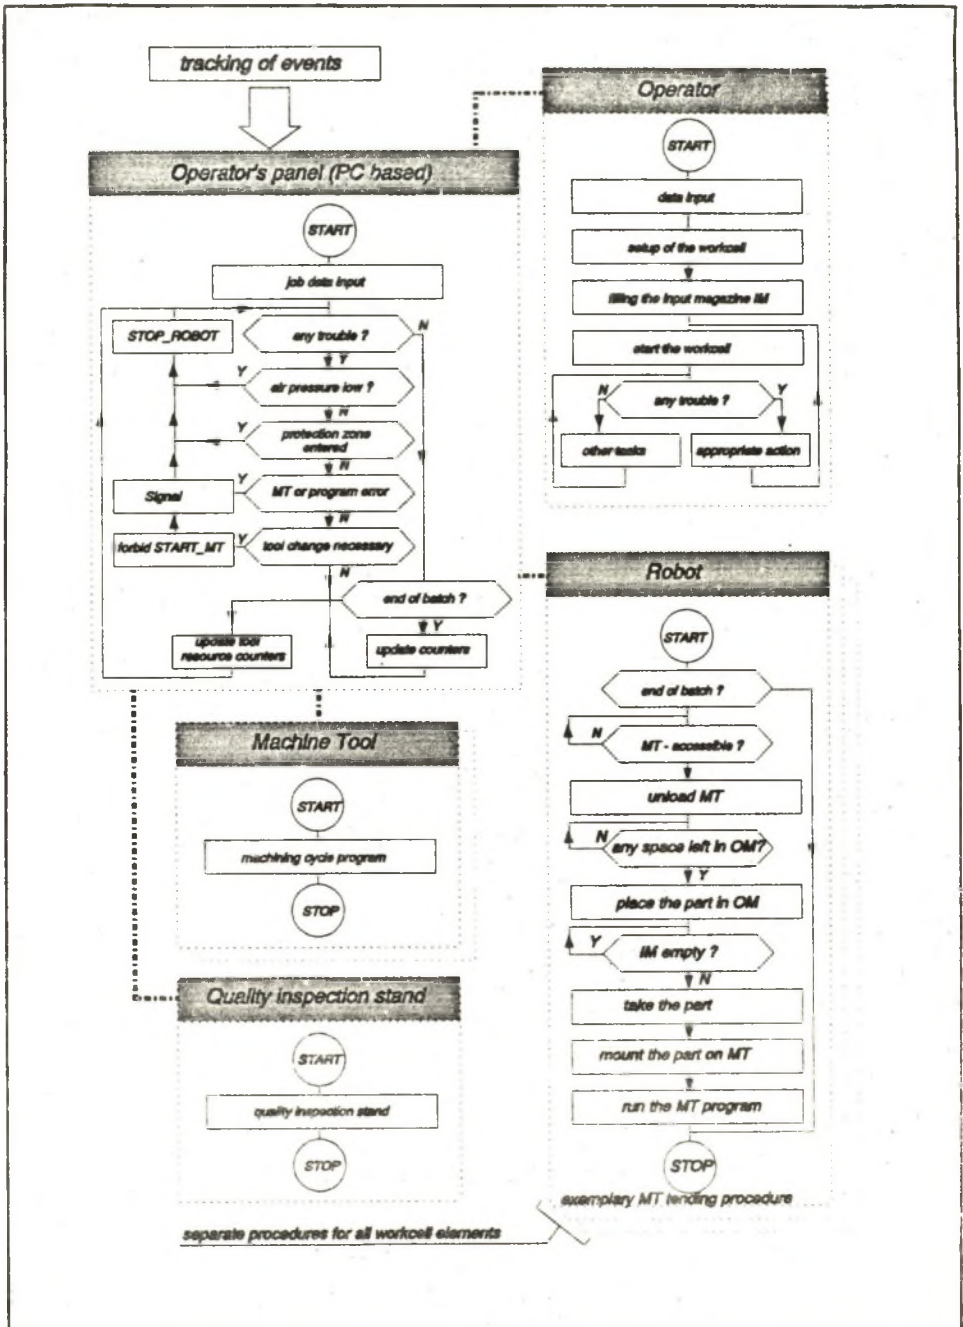 tracking of events
Operator's panel (PC based)
START
job data input
STOP_ROBOT
any trouble ?
N
Y
Y
air pressure low ?
N
Y
protection zone
entered
N
Signal
Y
MT or program error
N
forbid START_MT
Y
tool change necessary
N
end of batch ?
Y
update tool
resource counters
update counters
Operator
START
data input
setup of the workcell
filling the input magazine IM
start the workcell
N
any trouble ?
Y
other tasks
appropriate action
Machine Tool
START
machining cycle program
STOP
Quality inspection stand
START
quality inspection stand
STOP
Robot
START
end of batch ?
N
MT - accessible ?
unload MT
N
any space left in OM?
Y
place the part in OM
Y
IM empty ?
N
take the part
mount the part on MT
run the MT program
STOP
exemplary MT tending procedure
separate procedures for all workcell elements